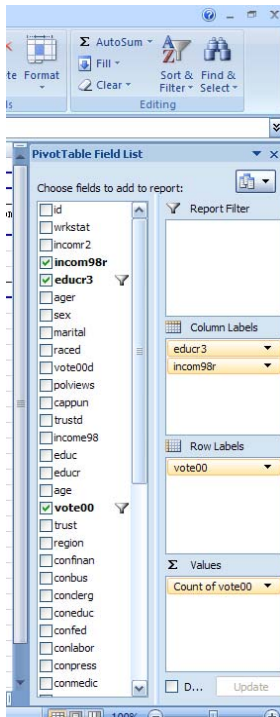 Σ AutoSum
Fill
Clear
Format
Sort &
Filter
Find &
Select
Editing
PivotTable Field List
Choose fields to add to report:
id
wrkstat
incomr2
incom98r
educr3
ager
sex
marital
raced
vote00d
polviews
cappun
trustd
income98
educ
educr
age
vote00
trust
region
confinan
conbus
conclerg
coneduc
confed
conlabor
conpress
conmedic
Report Filter
Column Labels
educr3
incom98r
Row Labels
vote00
Σ Values
Count of vote00
D...
Update
100%